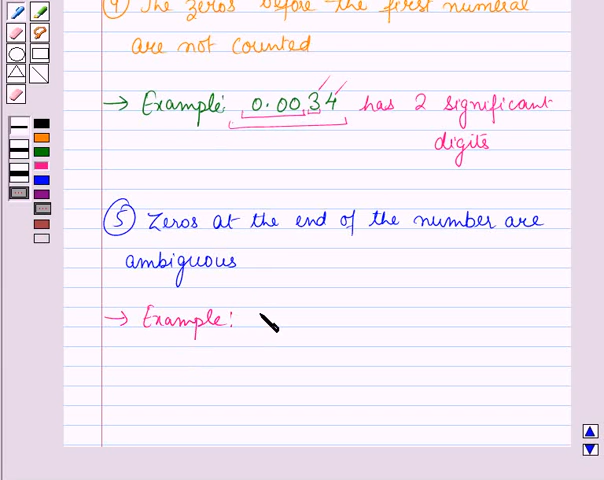 ④ The zeros before the first numeral
are not counted
→ Example: 0.0034 has 2 significant
digits
⑤ Zeros at the end of the number are
ambiguous
→ Example: